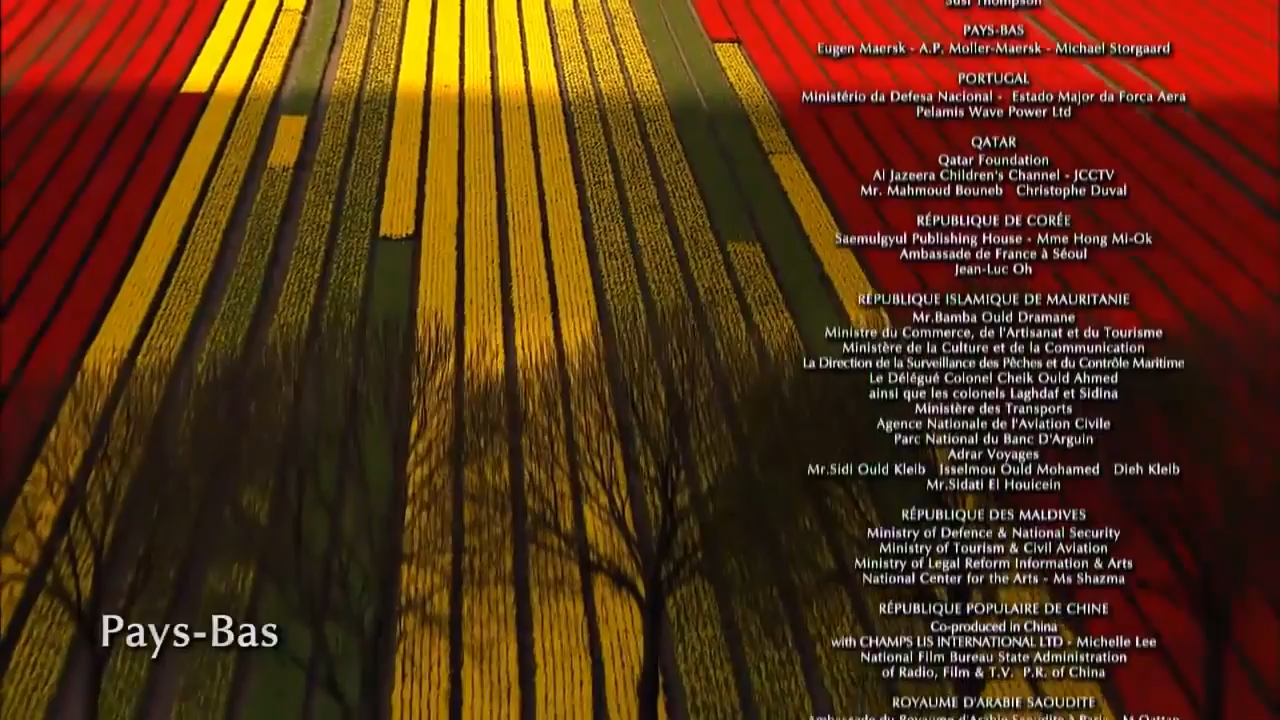 Susi Thompson
PAYS-BAS
Eugen Maersk - A.P. Moller-Maersk - Michael Storgaard
PORTUGAL
Ministério da Defesa Nacional - Estado Major da Forca Aera
Pelamis Wave Power Ltd
QATAR
Qatar Foundation
Al Jazeera Children's Channel - JCCTV
Mr. Mahmoud Bouneb Christophe Duval
RÉPUBLIQUE DE CORÉE
Saemulgyul Publishing House - Mme Hong Mi-Ok
Ambassade de France à Séoul
Jean-Luc Oh
RÉPUBLIQUE ISLAMIQUE DE MAURITANIE
Mr.Bamba Ould Dramane
Ministre du Commerce, de l'Artisanat et du Tourisme
Ministère de la Culture et de la Communication
La Direction de la Surveillance des Pêches et du Contrôle Maritime
Le Délégué Colonel Cheik Ould Ahmed
ainsi que les colonels Laghdaf et Sidina
Ministère des Transports
Agence Nationale de l'Aviation Civile
Parc National du Banc D'Arguin
Adrar Voyages
Mr.Sidi Ould Kleib Isselmou Ould Mohamed Dieh Kleib
Mr.Sidati El Houicein
RÉPUBLIQUE DES MALDIVES
Ministry of Defence & National Security
Ministry of Tourism & Civil Aviation
Ministry of Legal Reform Information & Arts
National Center for the Arts - Ms Shazma
RÉPUBLIQUE POPULAIRE DE CHINE
Co-produced in China
with CHAMPS LIS INTERNATIONAL LTD - Michelle Lee
National Film Bureau State Administration
of Radio, Film & T.V. P.R. of China
ROYAUME D'ARABIE SAOUDITE
Ambassade du Royaume d'Arabie Saoudite à Paris - M.Qattan
Pays-Bas